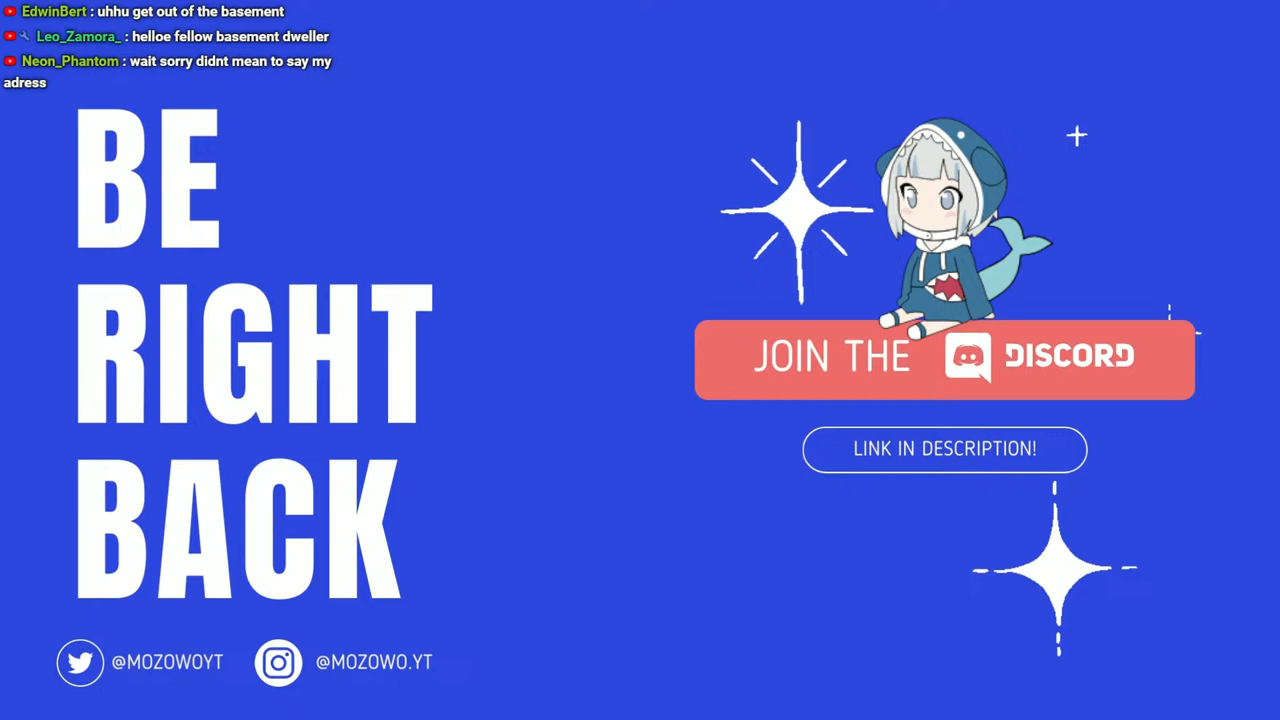 EdwinBert : uhhu get out of the basement
Leo_Zamora_ : helloe fellow basement dweller
Neon_Phantom : wait sorry didnt mean to say my
adress
BE
RIGHT
BACK
JOIN THE DISCORD
LINK IN DESCRIPTION!
@MOZOWOYT @MOZOWO.YT